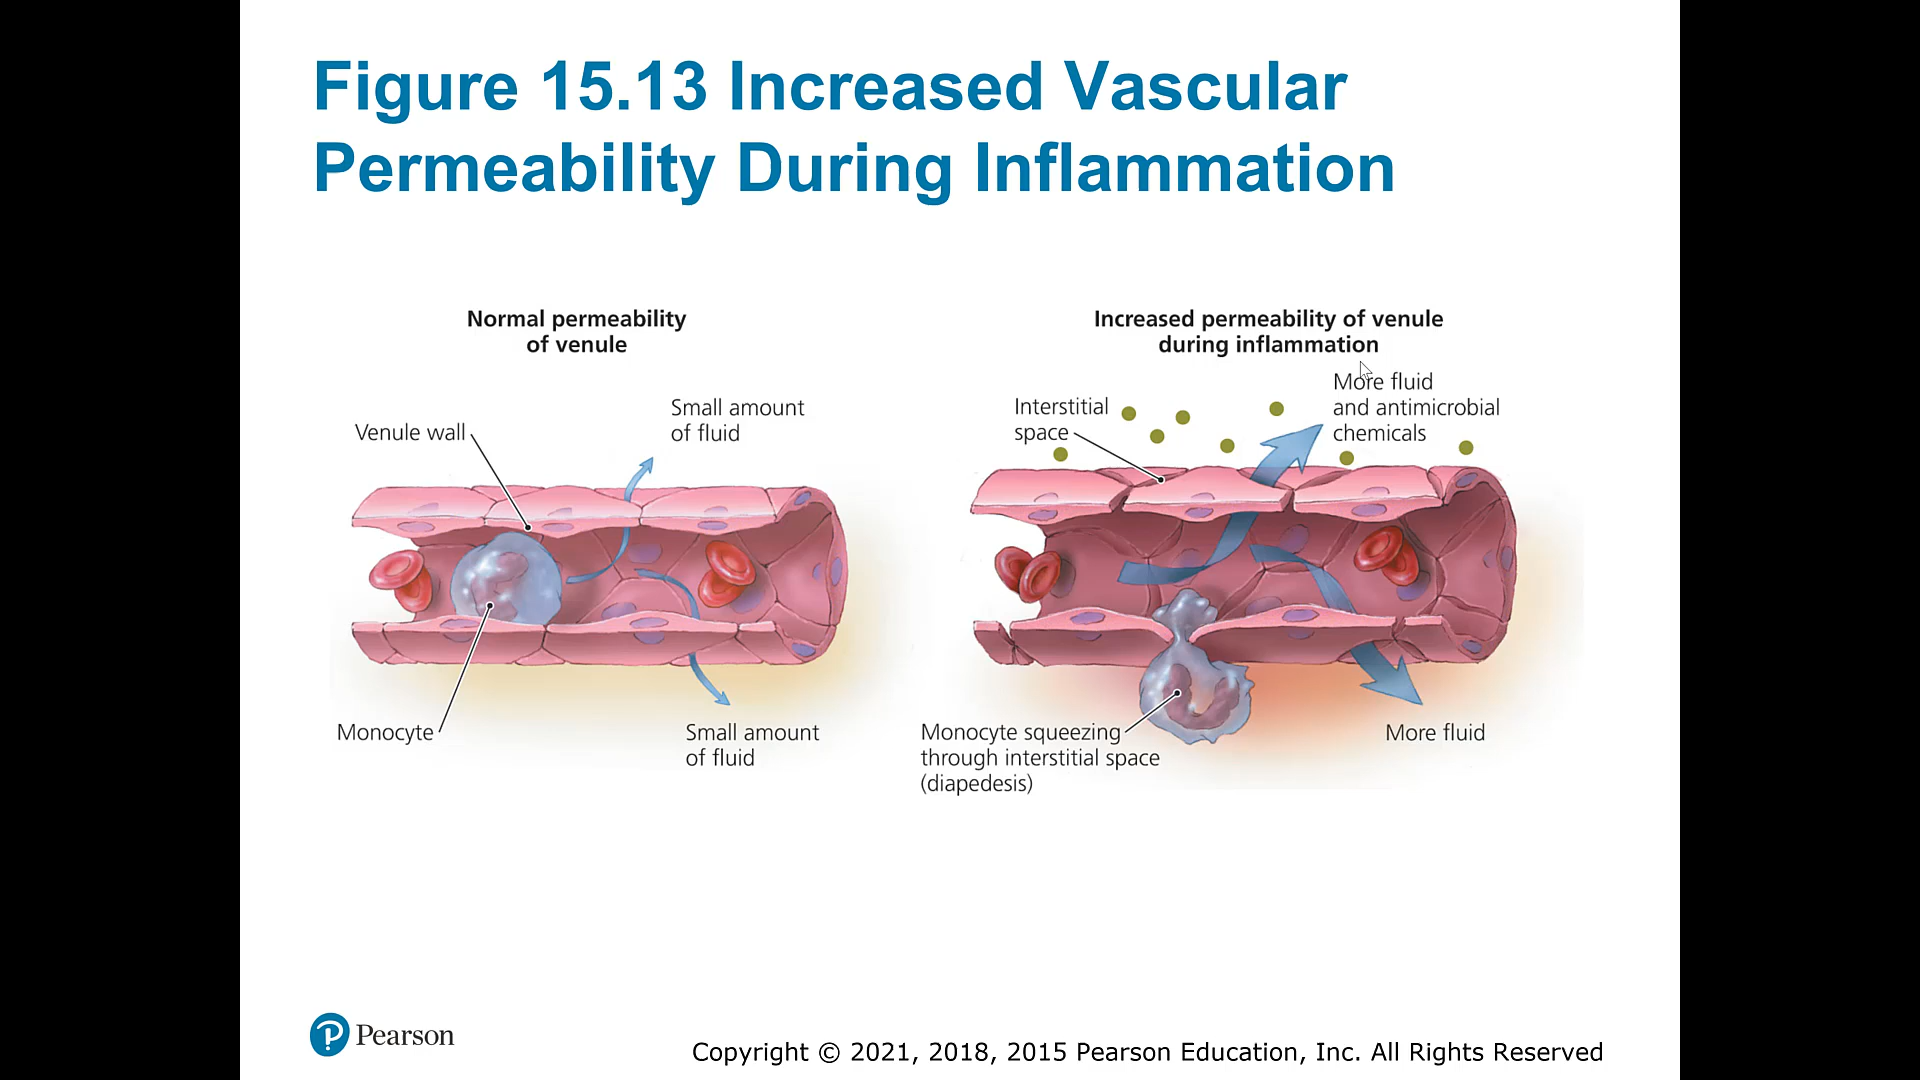 Figure 15.13 Increased Vascular
Permeability During Inflammation
Normal permeability
of venule
Venule wall
Small amount
of fluid
Monocyte
Small amount
of fluid
Increased permeability of venule
during inflammation
Interstitial
space
More fluid
and antimicrobial
chemicals
Monocyte squeezing
through interstitial space
(diapedesis)
More fluid
Pearson
Copyright © 2021, 2018, 2015 Pearson Education, Inc. All Rights Reserved